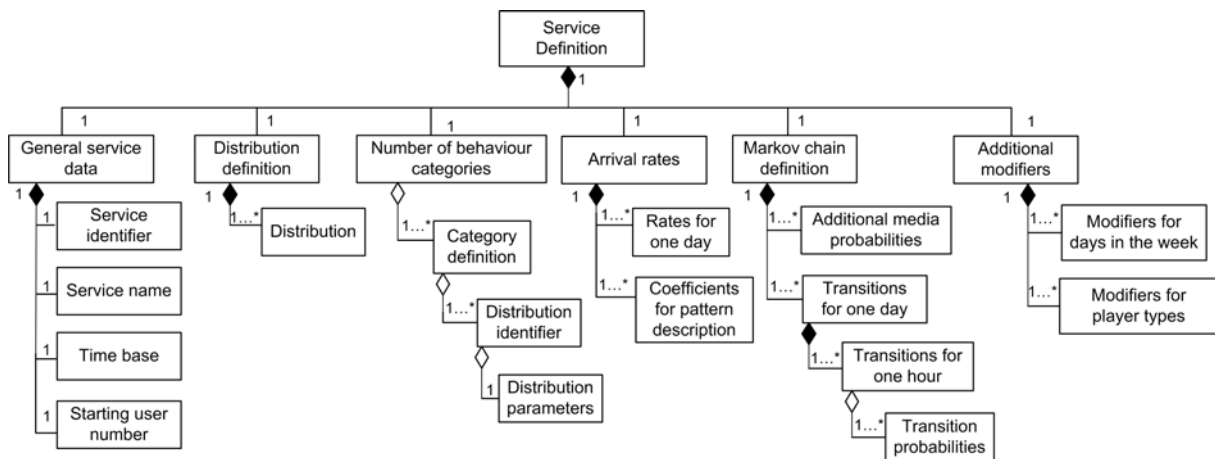 Service
Definition
1
1
1
1
1
1
1
General service
data
Distribution
definition
Number of behaviour
categories
Arrival rates
Markov chain
definition
Additional
modifiers
1
1
1
1
1
1
Service
identifier
1
Service name
1
Time base
1
Starting user
number
1...*
Distribution
1...*
Category
definition
1...*
Distribution
identifier
1
Distribution
parameters
1...*
Rates for
one day
1...*
Coefficients
for pattern
description
1...*
Additional media
probabilities
1...*
Transitions
for one day
1...*
Transitions for
one hour
1...*
Transition
probabilities
1...*
Modifiers for
days in the week
1...*
Modifiers for
player types